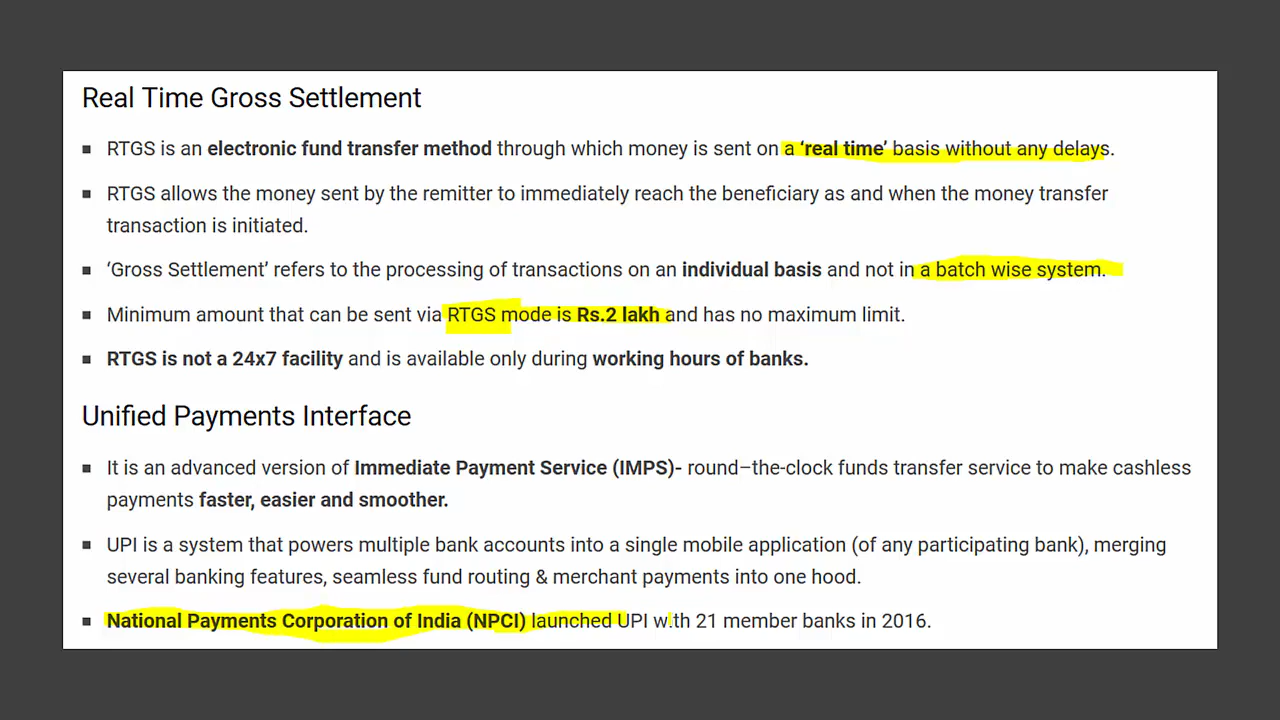 Real Time Gross Settlement
▪ RTGS is an electronic fund transfer method through which money is sent on a ‘real time’ basis without any delays.
▪ RTGS allows the money sent by the remitter to immediately reach the beneficiary as and when the money transfer
transaction is initiated.
▪ ‘Gross Settlement’ refers to the processing of transactions on an individual basis and not in a batch wise system.
▪ Minimum amount that can be sent via RTGS mode is Rs.2 lakh and has no maximum limit.
▪ RTGS is not a 24x7 facility and is available only during working hours of banks.
Unified Payments Interface
▪ It is an advanced version of Immediate Payment Service (IMPS)- round–the-clock funds transfer service to make cashless
payments faster, easier and smoother.
▪ UPI is a system that powers multiple bank accounts into a single mobile application (of any participating bank), merging
several banking features, seamless fund routing & merchant payments into one hood.
▪ National Payments Corporation of India (NPCI) launched UPI with 21 member banks in 2016.